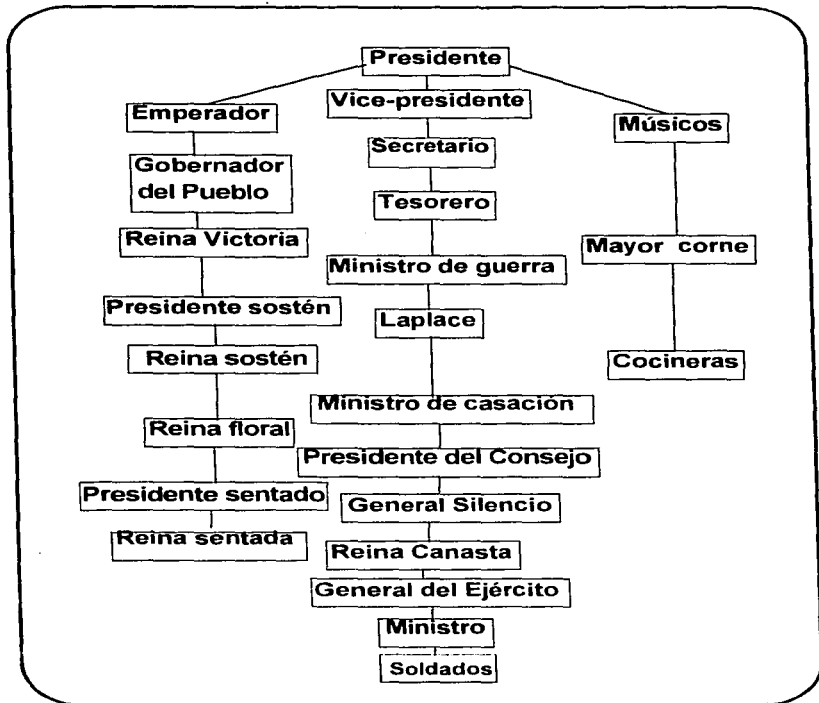 Presidente
Emperador
Vice-presidente
Músicos
Gobernador
del Pueblo
Secretario
Tesorero
Reina Victoria
Mayor corne
Ministro de guerra
Presidente sostén
Laplace
Reina sostén
Cocineras
Ministro de casación
Reina floral
Presidente del Consejo
Presidente sentado
General Silencio
Reina sentada
Reina Canasta
General del Ejército
Ministro
Soldados